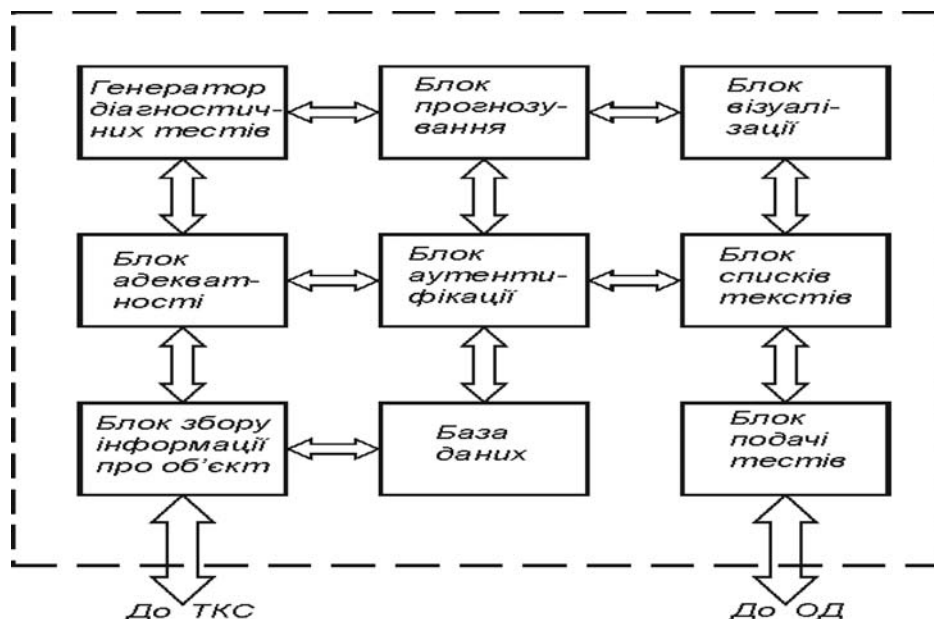 Генератор
діагностич-
них тестів
Блок
прогнозу-
вання
Блок
візуалі-
зації
Блок
адекват-
ності
Блок
аутенти-
фікації
Блок
списків
текстів
Блок збору
інформації
про об’єкт
База
даних
Блок
подачі
тестів
До ТКС
До ОД